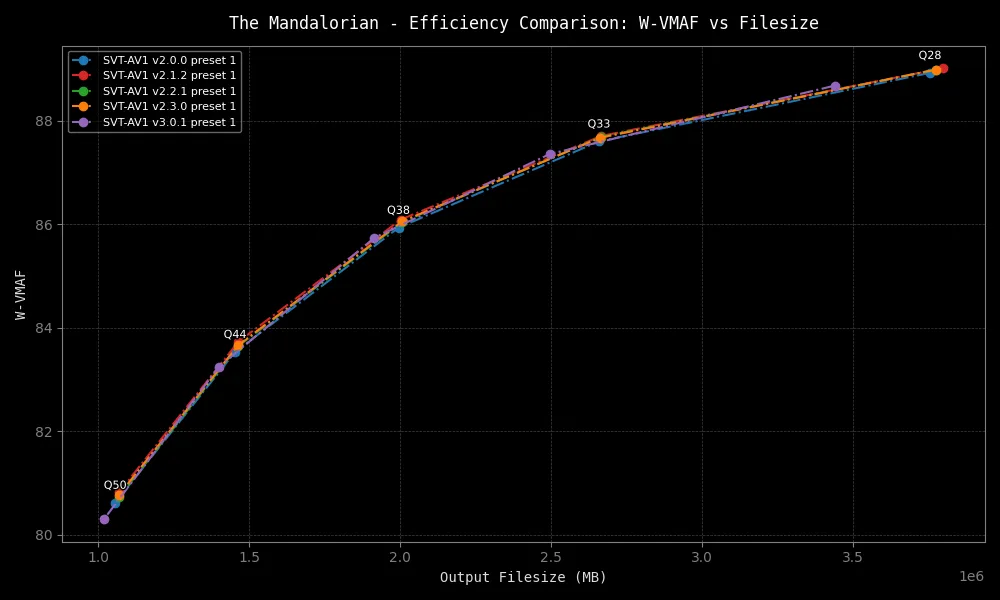 The Mandalorian - Efficiency Comparison: W-VMAF vs Filesize
SVT-AV1 v2.0.0 preset 1
SVT-AV1 v2.1.2 preset 1
SVT-AV1 v2.2.1 preset 1
SVT-AV1 v2.3.0 preset 1
SVT-AV1 v3.0.1 preset 1
Q28
Q33
Q38
Q44
Q50
88
86
84
82
80
W-VMAF
1.0 1.5 2.0 2.5 3.0 3.5
1e6
Output Filesize (MB)